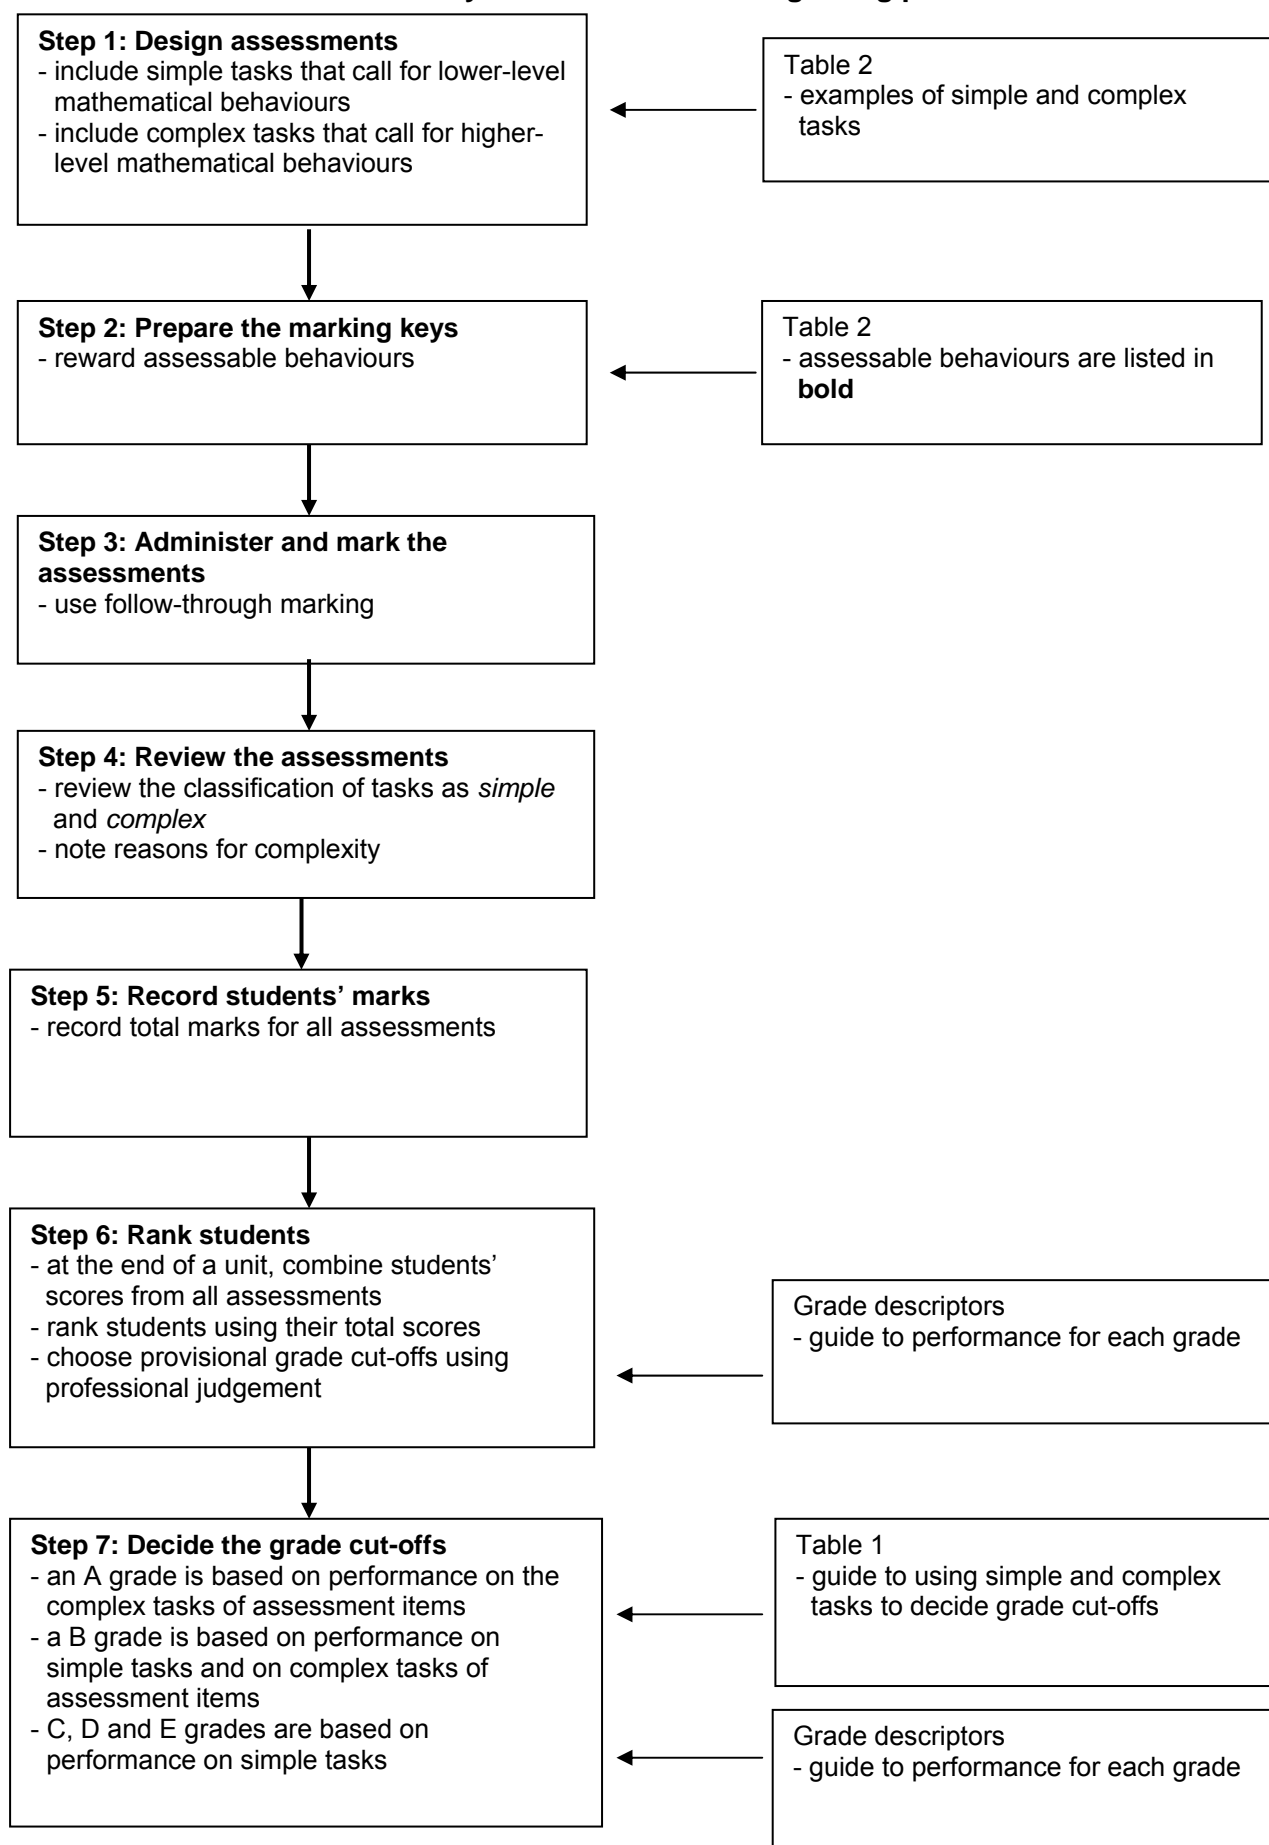 Step 1: Design assessments
- include simple tasks that call for lower-level
mathematical behaviours
- include complex tasks that call for higher-
level mathematical behaviours
Table 2
- examples of simple and complex
tasks
Step 2: Prepare the marking keys
- reward assessable behaviours
Table 2
- assessable behaviours are listed in
bold
Step 3: Administer and mark the
assessments
- use follow-through marking
Step 4: Review the assessments
- review the classification of tasks as simple
and complex
- note reasons for complexity
Step 5: Record students’ marks
- record total marks for all assessments
Step 6: Rank students
- at the end of a unit, combine students’
scores from all assessments
- rank students using their total scores
- choose provisional grade cut-offs using
professional judgement
Grade descriptors
- guide to performance for each grade
Step 7: Decide the grade cut-offs
- an A grade is based on performance on the
complex tasks of assessment items
- a B grade is based on performance on
simple tasks and on complex tasks of
assessment items
- C, D and E grades are based on
performance on simple tasks
Table 1
- guide to using simple and complex
tasks to decide grade cut-offs
Grade descriptors
- guide to performance for each grade